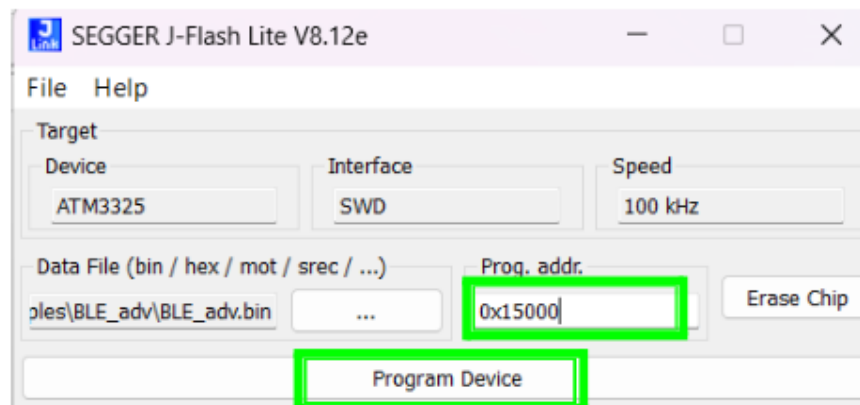 J
Link
SEGGER J-Flash Lite V8.12e
File Help
Target
Device Interface Speed
ATM3325 SWD 100 kHz
Data File (bin / hex / mot / srec / ...) Prog. addr.
ples\BLE_adv\BLE_adv.bin ... 0x15000 Erase Chip
Program Device